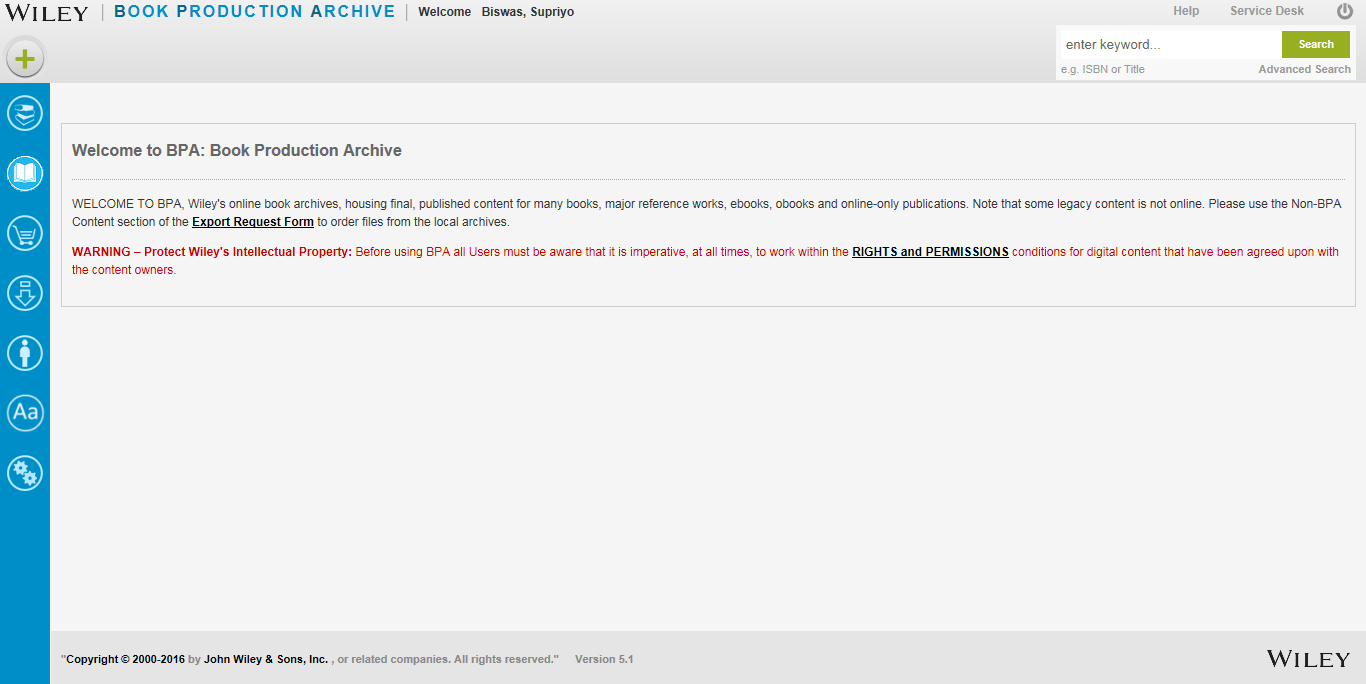 WILEY | BOOK PRODUCTION ARCHIVE | Welcome Biswas, Supriyo
Help Service Desk
enter keyword... Search
e.g. ISBN or Title Advanced Search
Welcome to BPA: Book Production Archive
WELCOME TO BPA, Wiley's online book archives, housing final, published content for many books, major reference works, ebooks, obooks and online-only publications. Note that some legacy content is not online. Please use the Non-BPA
Content section of the Export Request Form to order files from the local archives.
WARNING – Protect Wiley's Intellectual Property: Before using BPA all Users must be aware that it is imperative, at all times, to work within the RIGHTS and PERMISSIONS conditions for digital content that have been agreed upon with
the content owners.
Aa
"Copyright © 2000-2016 by John Wiley & Sons, Inc. , or related companies. All rights reserved." Version 5.1
WILEY